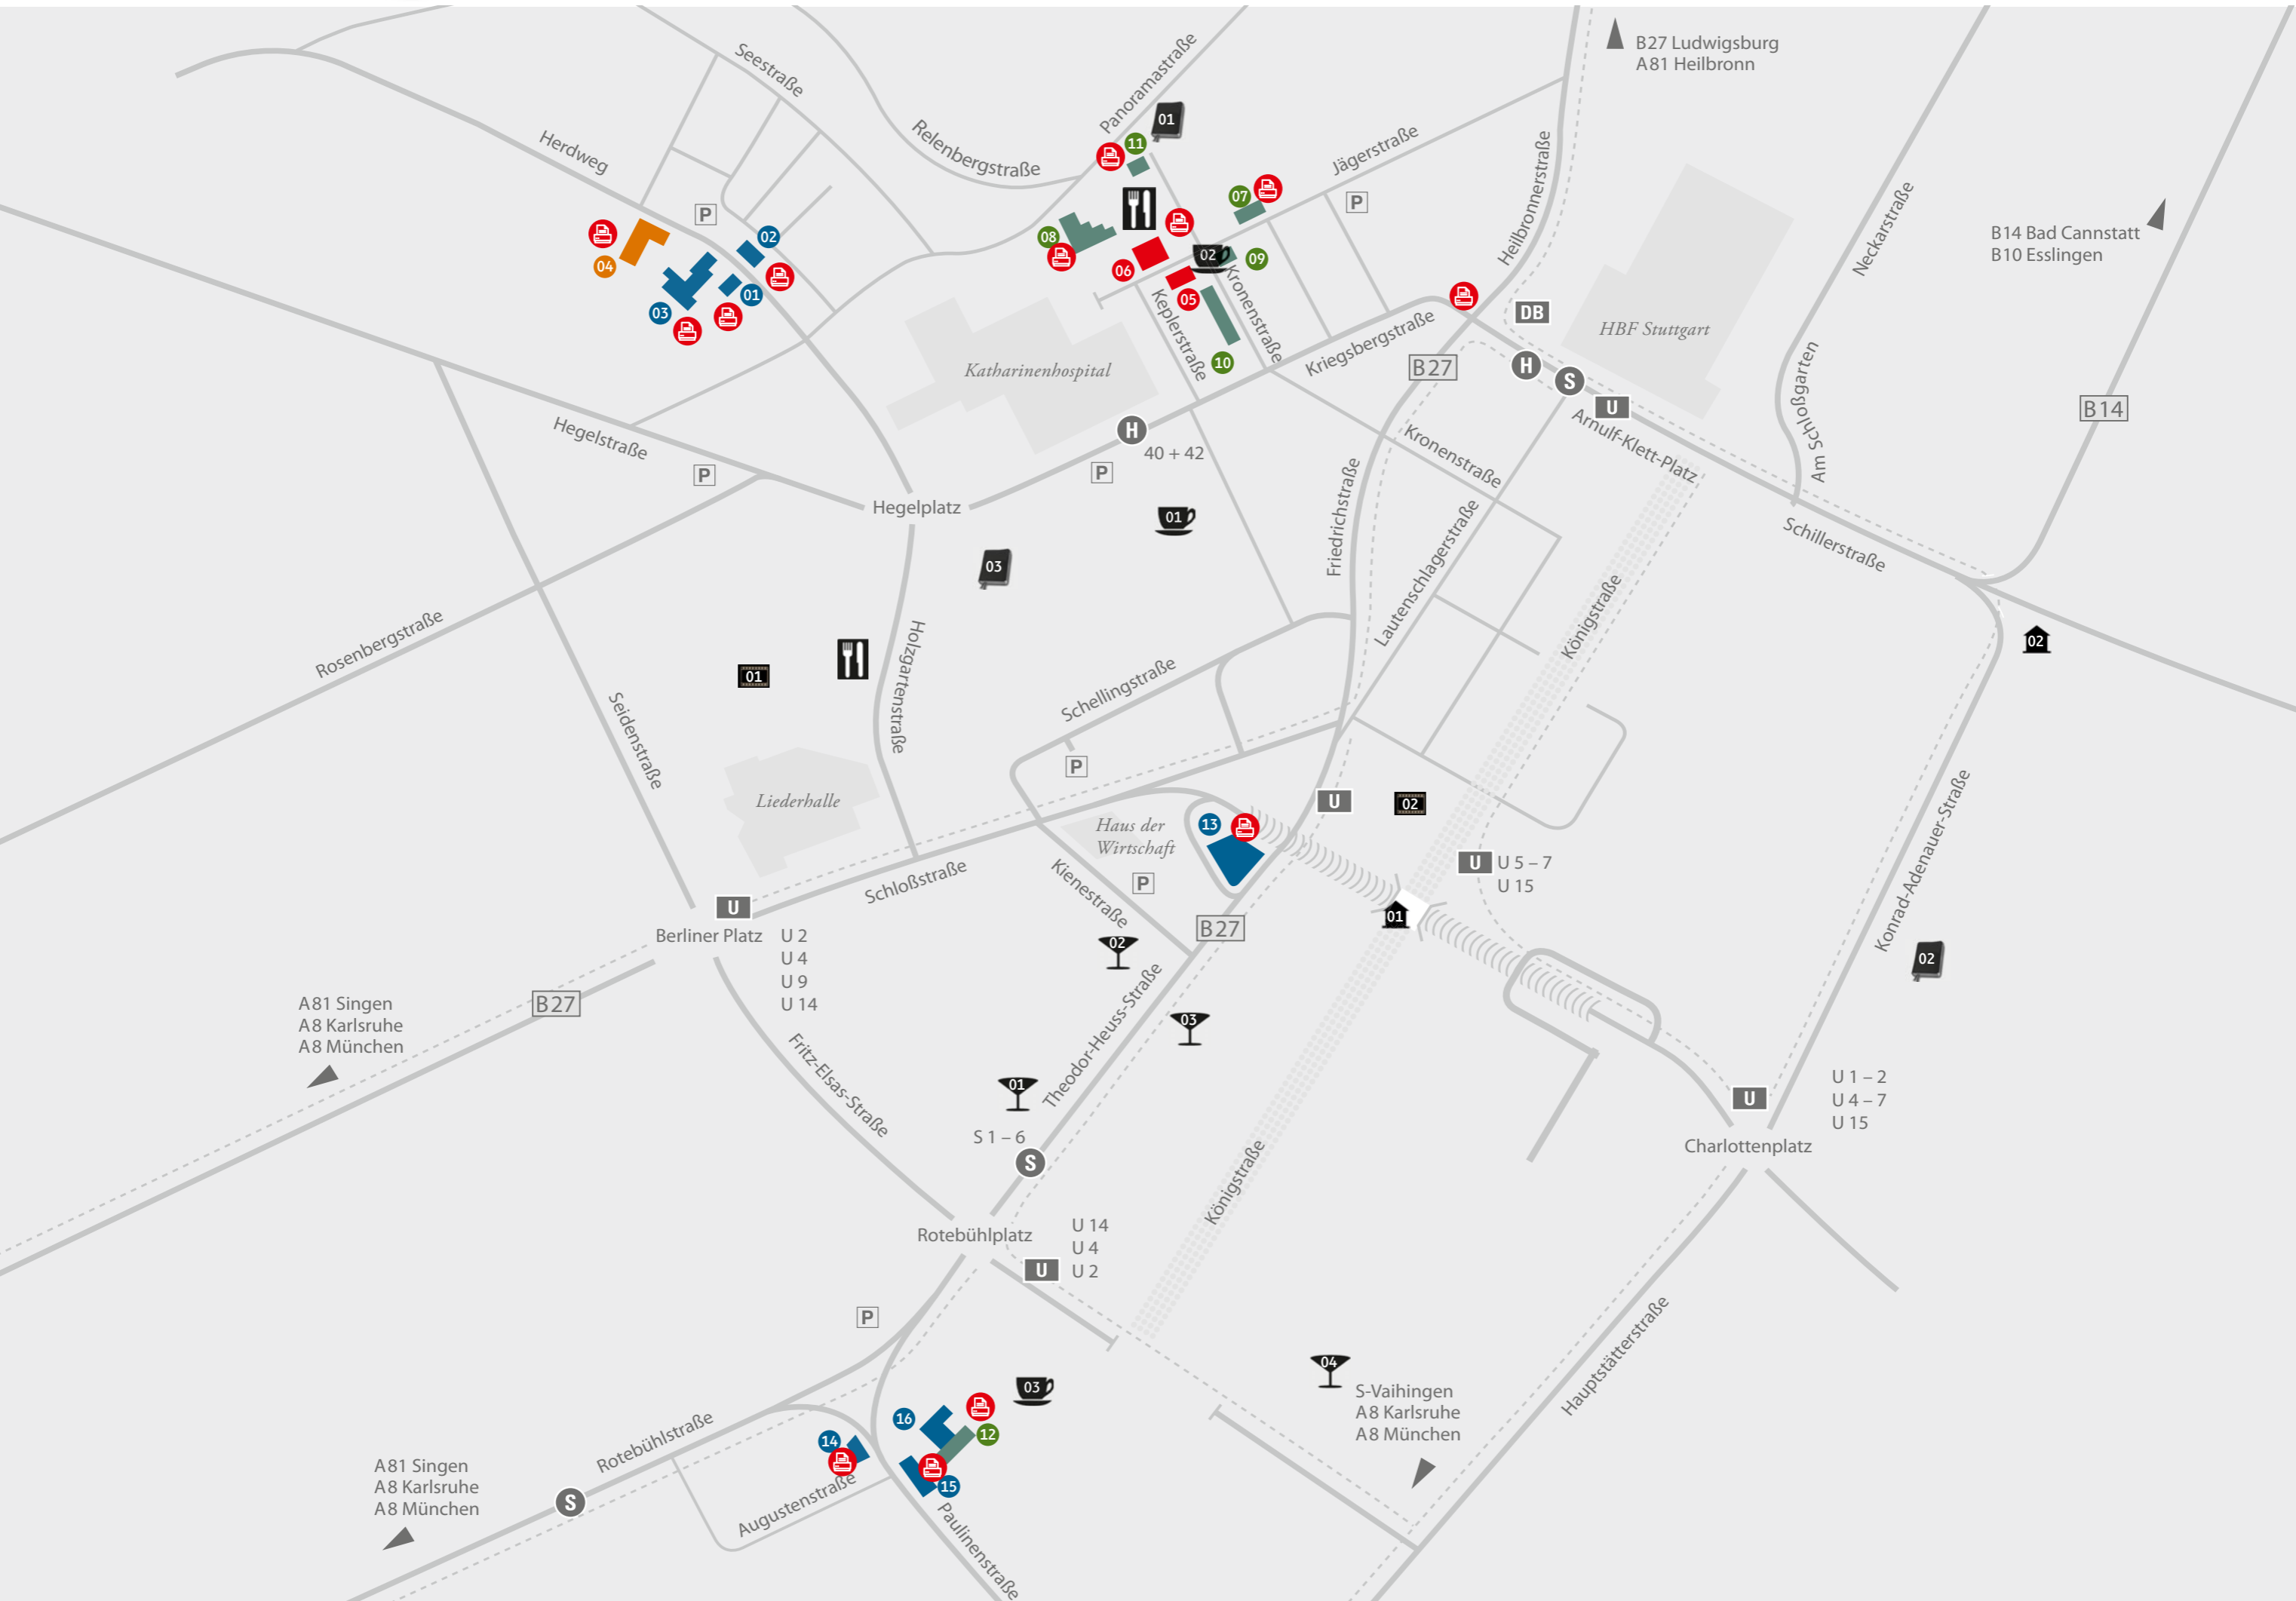 B27 Ludwigsburg
A81 Heilbronn
Seestraße
Panoramastraße
01
11
Relenbergstraße
Jägerstraße
Herdweg
Heilbronnerstraße
Neckarstraße
B14 Bad Cannstatt
B10 Esslingen
P
07
P
04
02
01
03
08
06
02
09
05
10
Keplerstraße
Kronenstraße
Kriegsbergstraße
DB
HBF Stuttgart
B27
H
S
U
Arnulf-Klett-Platz
Am Schloßgarten
B14
Katharinenhospital
Hegelstraße
H
40 + 42
P
P
Kronenstraße
Hegelplatz
01
Friedrichstraße
Lautenschlagerstraße
Schillerstraße
03
Königstraße
Rosenbergstraße
Holzgartenstraße
02
01
Seidenstraße
Schellingstraße
P
Liederhalle
Haus der
Wirtschaft
13
U
02
Konrad-Adenauer-Straße
Schloßstraße
Kienestraße
P
U
U 5 – 7
U 15
U
Berliner Platz
U 2
U 4
U 9
U 14
B27
01
02
02
A81 Singen
A8 Karlsruhe
A8 München
B27
03
Theodor-Heuss-Straße
Fritz-Elsas-Straße
01
S 1 – 6
S
U 1 – 2
U 4 – 7
U 15
U
Charlottenplatz
Königstraße
Rotebühlplatz
U 14
U 4
U 2
U
P
Hauptstätterstraße
04
S-Vaihingen
A8 Karlsruhe
A8 München
03
16
12
14
15
Rotebühlstraße
A81 Singen
A8 Karlsruhe
A8 München
S
Augustenstraße
Paulinenstraße